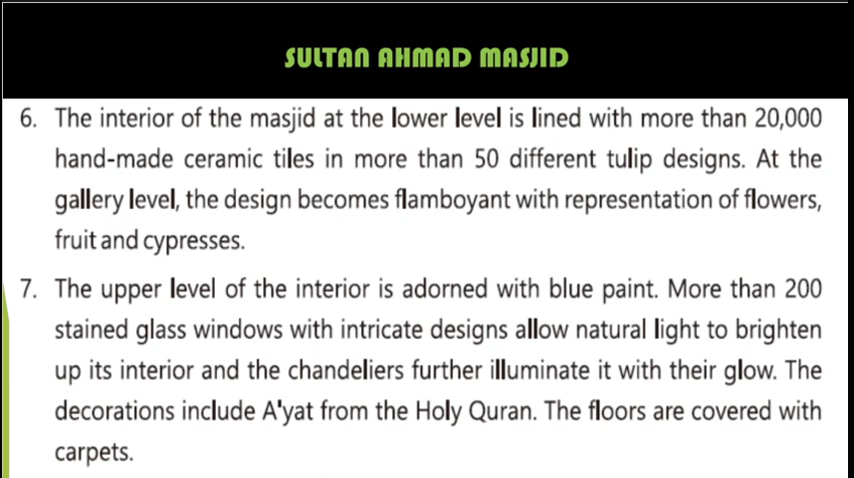 SULTAN AHMAD MASJID
6. The interior of the masjid at the lower level is lined with more than 20,000
hand-made ceramic tiles in more than 50 different tulip designs. At the
gallery level, the design becomes flamboyant with representation of flowers,
fruit and cypresses.
7. The upper level of the interior is adorned with blue paint. More than 200
stained glass windows with intricate designs allow natural light to brighten
up its interior and the chandeliers further illuminate it with their glow. The
decorations include A'yat from the Holy Quran. The floors are covered with
carpets.